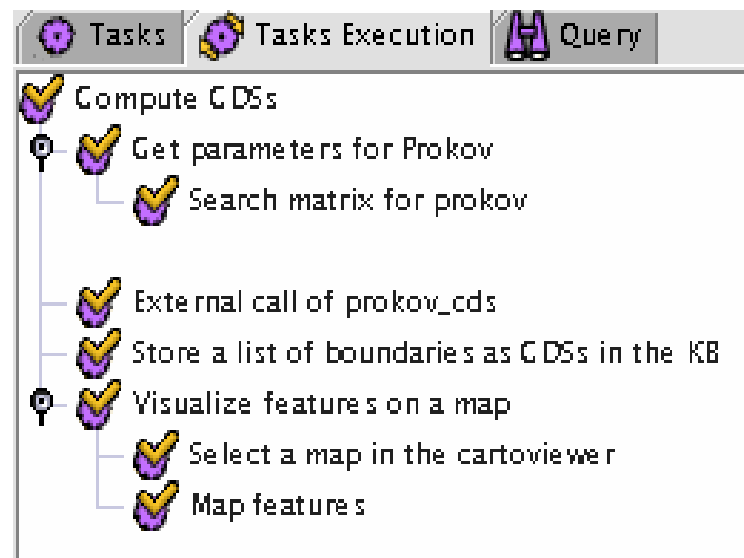 Tasks Tasks Execution Query
Compute CDSs
Get parameters for Prokov
Search matrix for prokov
External call of prokov_cds
Store a list of boundaries as CDSs in the KB
Visualize features on a map
Select a map in the cartoviewer
Map features